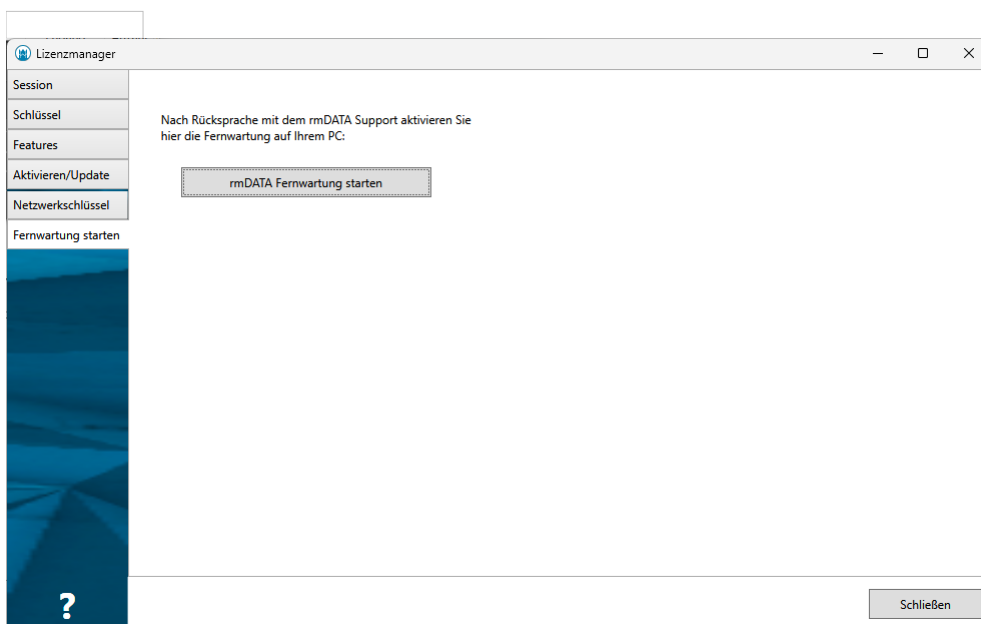 Lizenzmanager
Session
Schlüssel
Features
Aktivieren/Update
Netzwerkschlüssel
Fernwartung starten
Nach Rücksprache mit dem rmDATA Support aktivieren Sie
hier die Fernwartung auf Ihrem PC:
rmDATA Fernwartung starten
?
Schließen